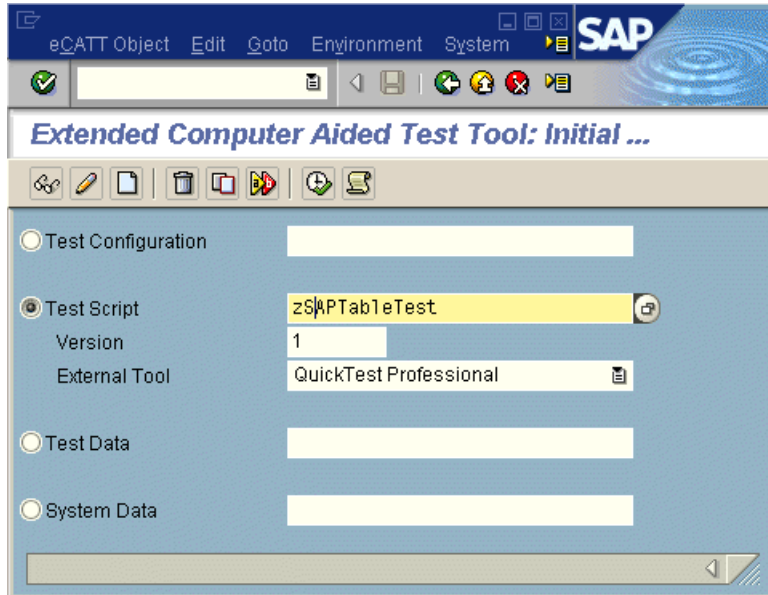 eCATT Object Edit Goto Environment System
SAP
Extended Computer Aided Test Tool: Initial ...
Test Configuration
Test Script zSAPTableTest
Version 1
External Tool QuickTest Professional
Test Data
System Data